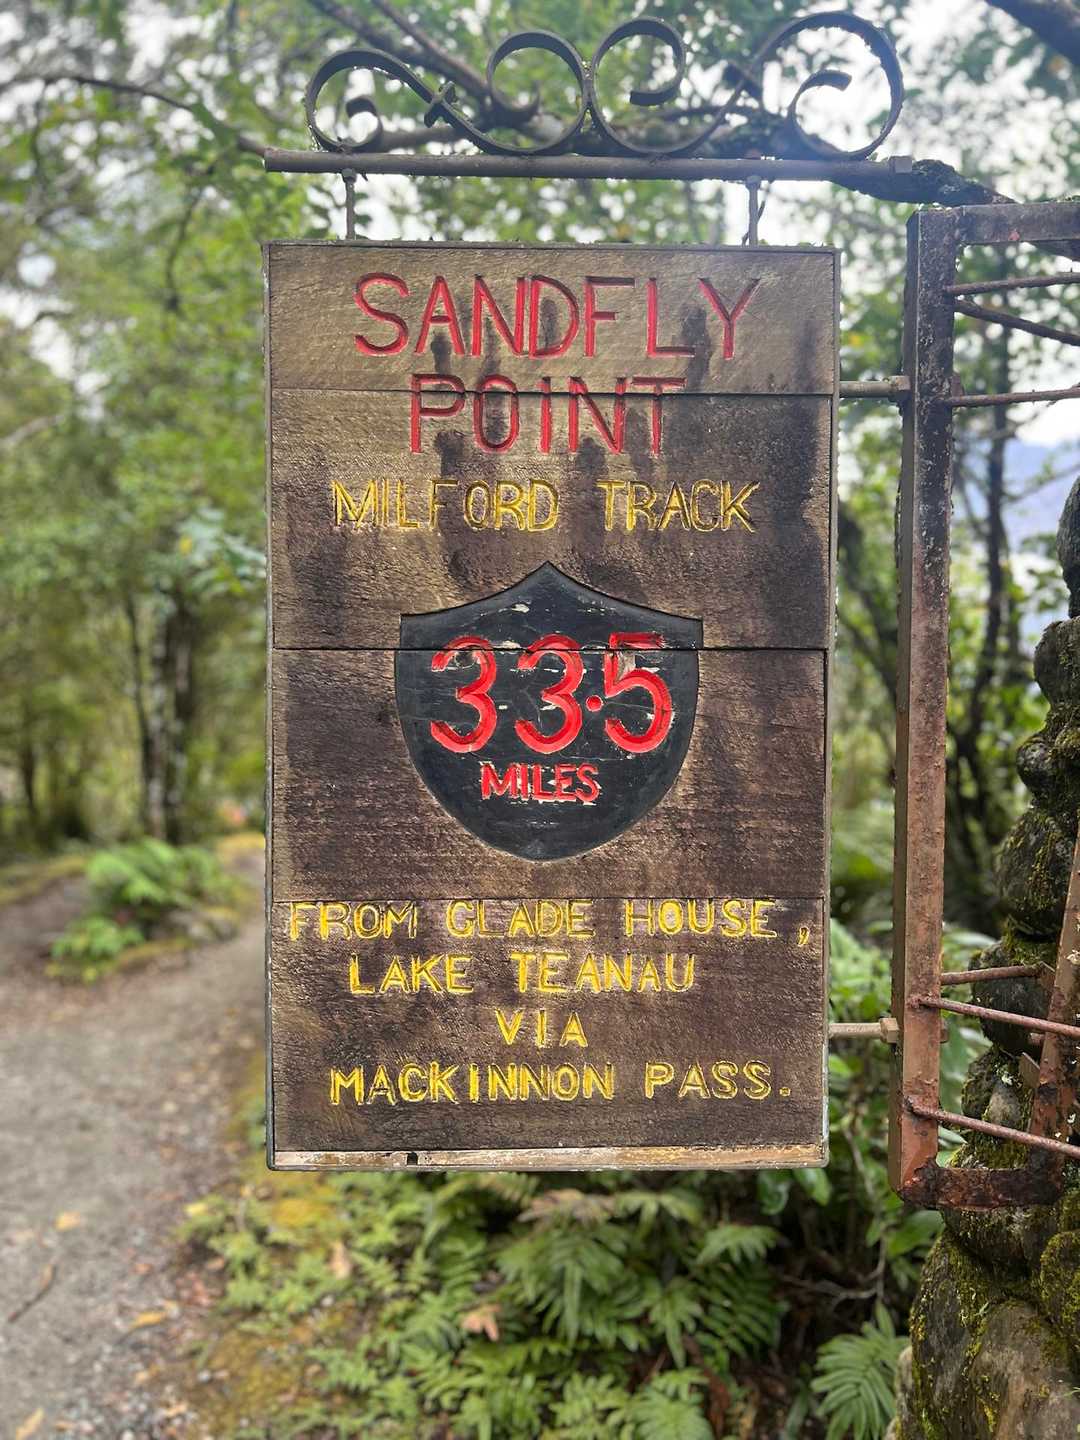 SANDFLY
POINT
MILFORD TRACK
33·5
MILES
FROM GLADE HOUSE,
LAKE TEANAU
VIA
MACKINNON PASS.